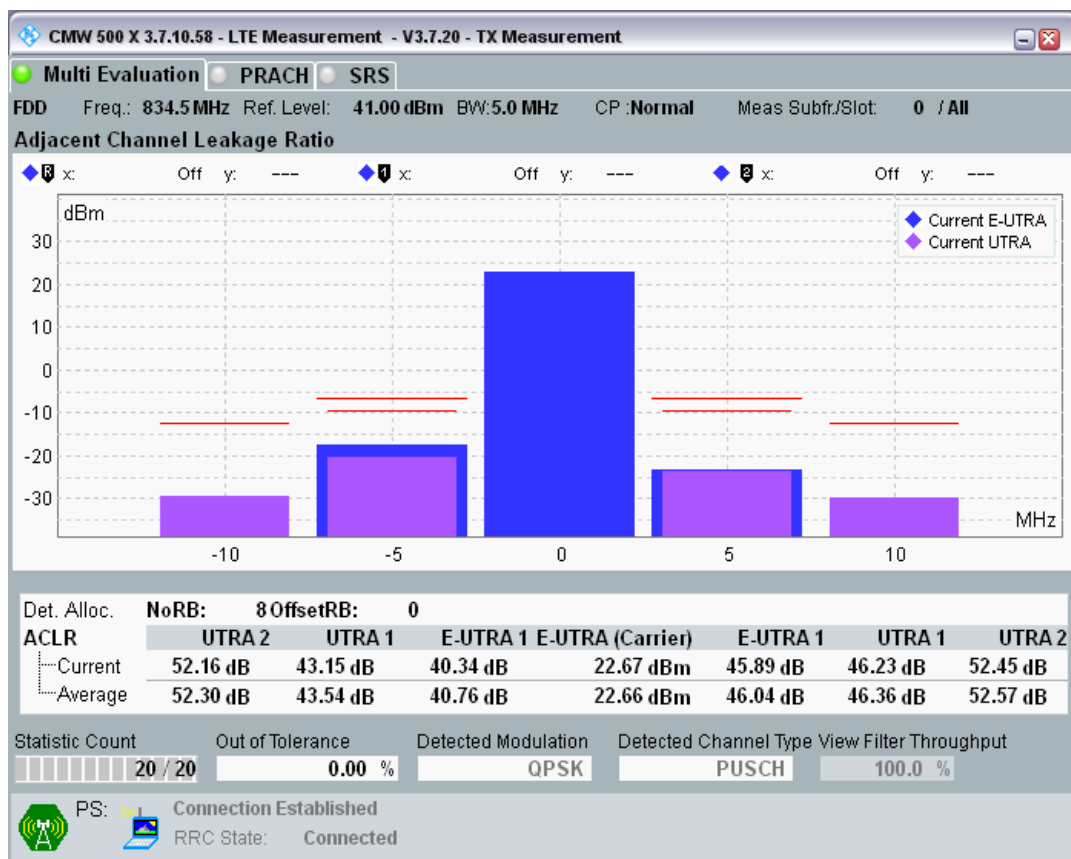 CMW 500 X 3.7.10.58 - LTE Measurement - V3.7.20 - TX Measurement
Multi Evaluation PRACH SRS
FDD Freq.: 834.5 MHz Ref. Level: 41.00 dBm BW:5.0 MHz CP :Normal Meas Subfr./Slot: 0 / All
Adjacent Channel Leakage Ratio
R x: Off y: --- 1 x: Off y: --- 2 x: Off y: ---
dBm
Current E-UTRA
Current UTRA
30
20
10
0
-10
-20
-30
MHz
-10 -5 0 5 10
Det. Alloc. NoRB: 8 OffsetRB: 0
ACLR UTRA 2 UTRA 1 E-UTRA 1 E-UTRA (Carrier) E-UTRA 1 UTRA 1 UTRA 2
Current 52.16 dB 43.15 dB 40.34 dB 22.67 dBm 45.89 dB 46.23 dB 52.45 dB
Average 52.30 dB 43.54 dB 40.76 dB 22.66 dBm 46.04 dB 46.36 dB 52.57 dB
Statistic Count Out of Tolerance Detected Modulation Detected Channel Type View Filter Throughput
20 / 20 0.00 % QPSK PUSCH 100.0 %
PS: Connection Established
RRC State: Connected